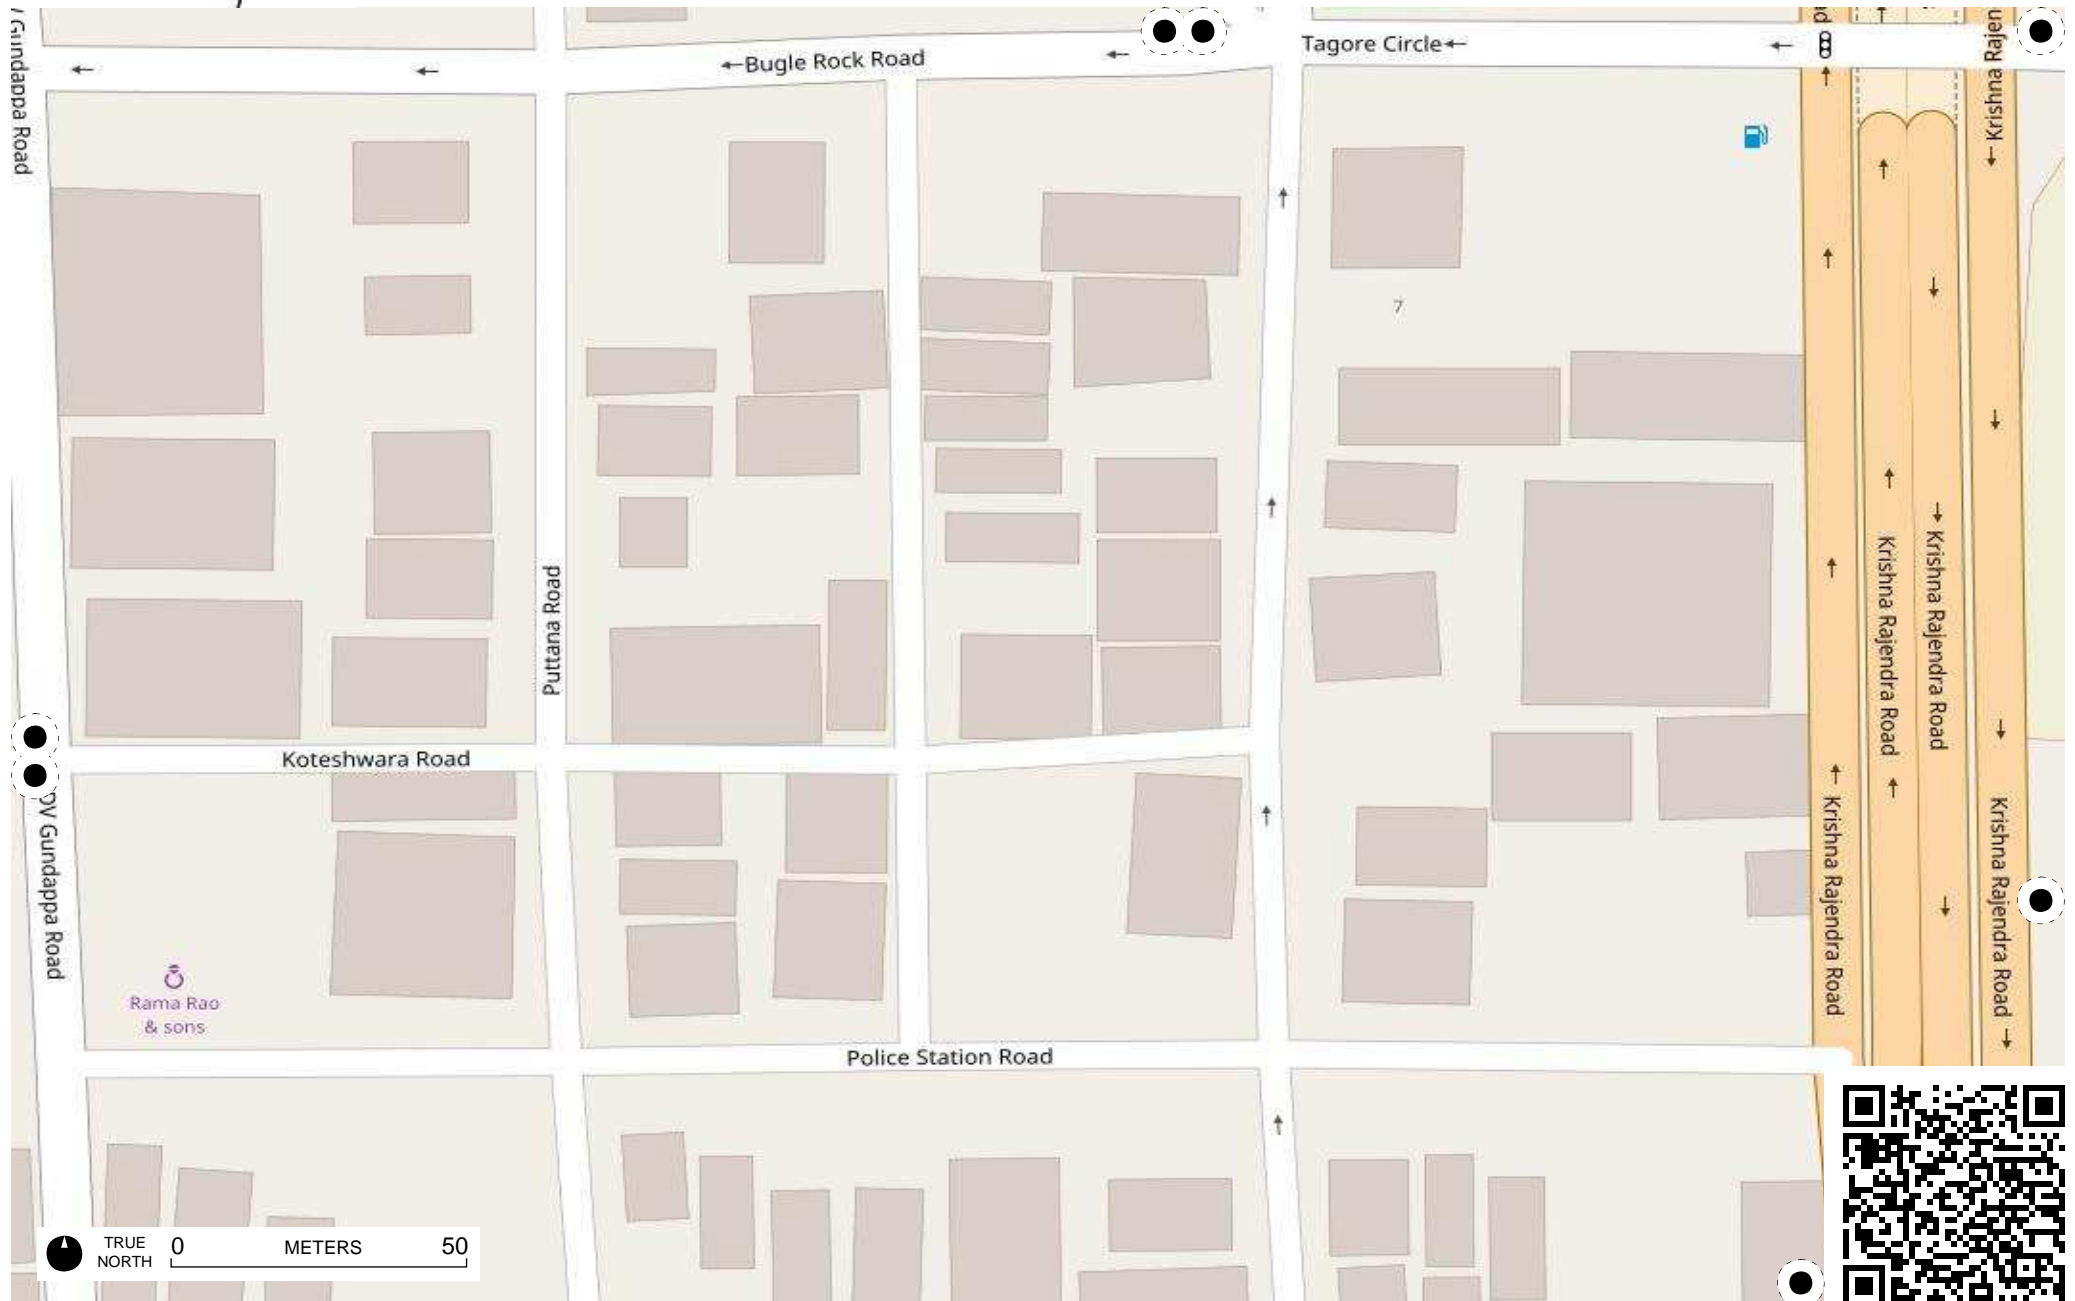 Gundappa Road
Bugle Rock Road
Tagore Circle
Krishna
7
Puttana Road
Krishna Rajendra Road
Krishna Rajendra Road
Koteshwara Road
DV Gundappa Road
Krishna Rajendra Road
Krishna Rajendra Road
Rama Rao
& sons
Police Station Road
TRUE
NORTH
0 METERS 50